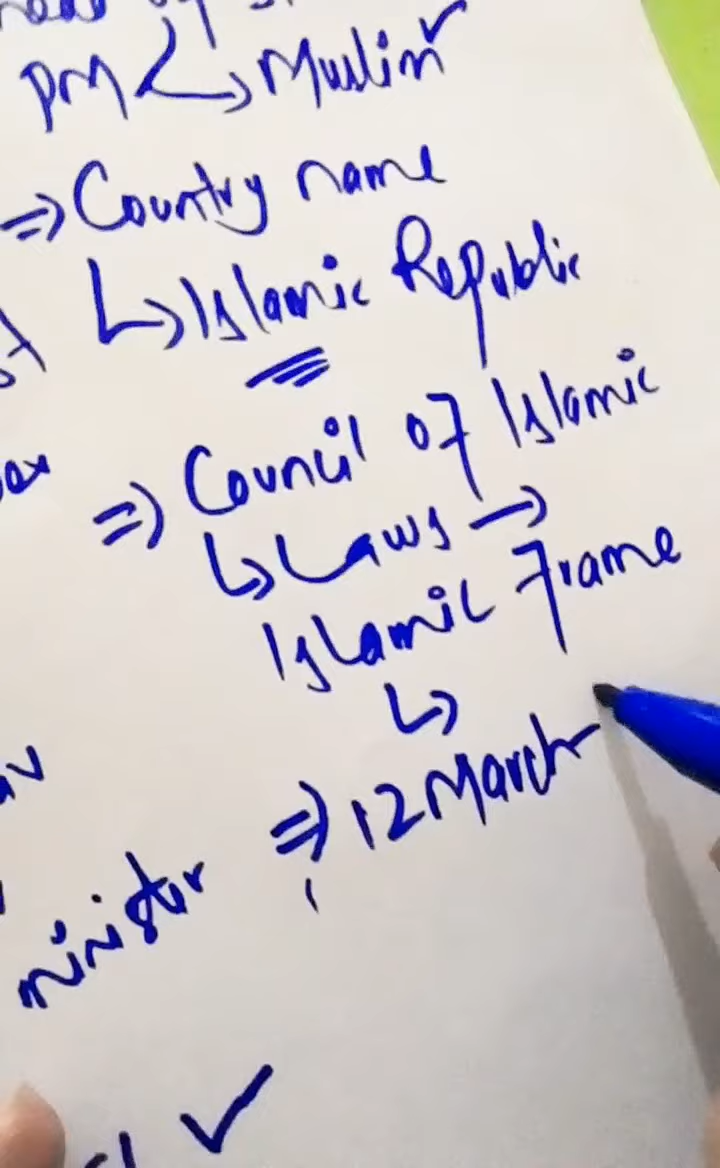 PM ↳ Muslim ✓
⇒ Country name
↳ Islamic Republic
⇒ Council of Islamic
↳ Laws →
Islamic Frame
↳
⇒ 12 March
minister
✓